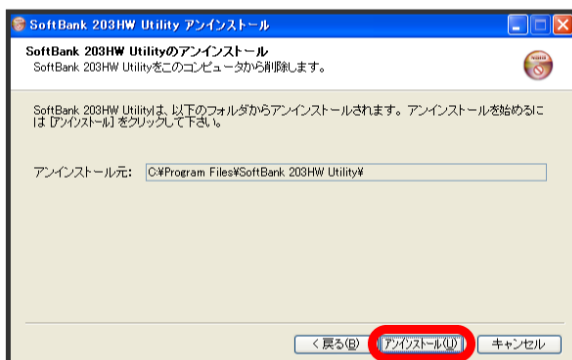 SoftBank 203HW Utility アンインストール
SoftBank 203HW Utilityのアンインストール
SoftBank 203HW Utilityをこのコンピュータから削除します。
SoftBank 203HW Utilityは、以下のフォルダからアンインストールされます。アンインストールを始めるに
は [アンインストール] をクリックして下さい。
アンインストール元: C:¥Program Files¥SoftBank 203HW Utility¥
< 戻る(B) アンインストール(U) キャンセル